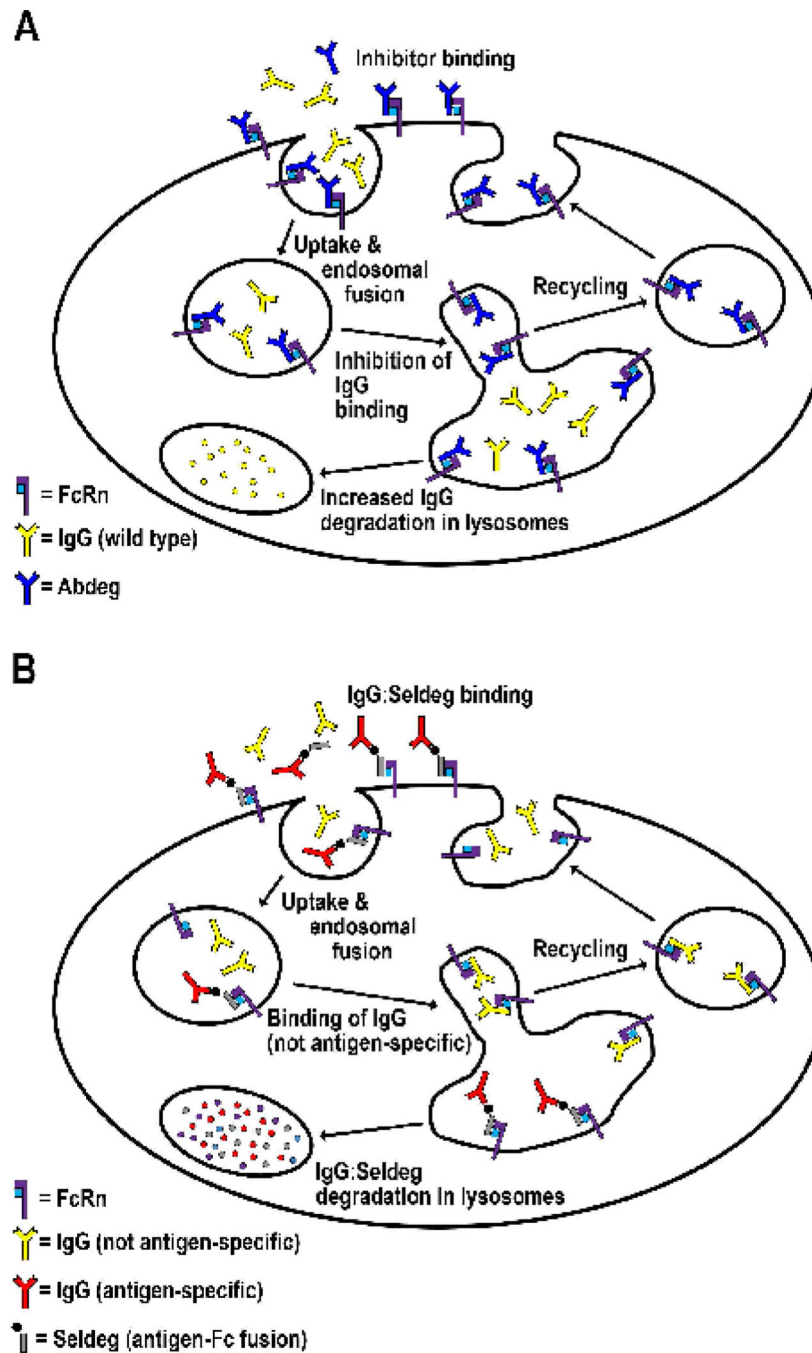 A
Inhibitor binding
Uptake &
endosomal
fusion
Recycling
Inhibition of
IgG
binding
Increased IgG
degradation in lysosomes
= FcRn
= IgG (wild type)
= Abdeg
B
IgG:Seldeg binding
Uptake &
endosomal
fusion
Recycling
Binding of IgG
(not antigen-specific)
IgG:Seldeg
degradation in lysosomes
= FcRn
= IgG (not antigen-specific)
= IgG (antigen-specific)
= Seldeg (antigen-Fc fusion)